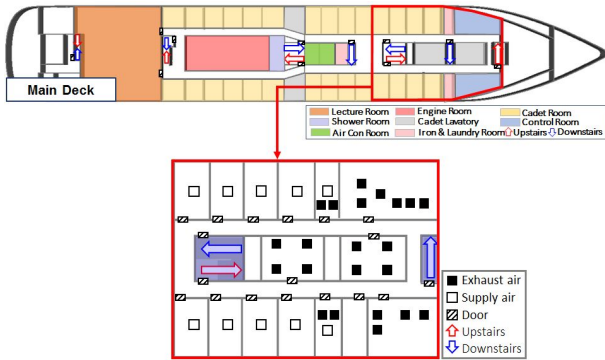 Main Deck
Lecture Room Engine Room Cadet Room
Shower Room Cadet Lavatory Control Room
Air Con Room Iron & Laundry Room Upstairs Downstairs
Exhaust air
Supply air
Door
Upstairs
Downstairs